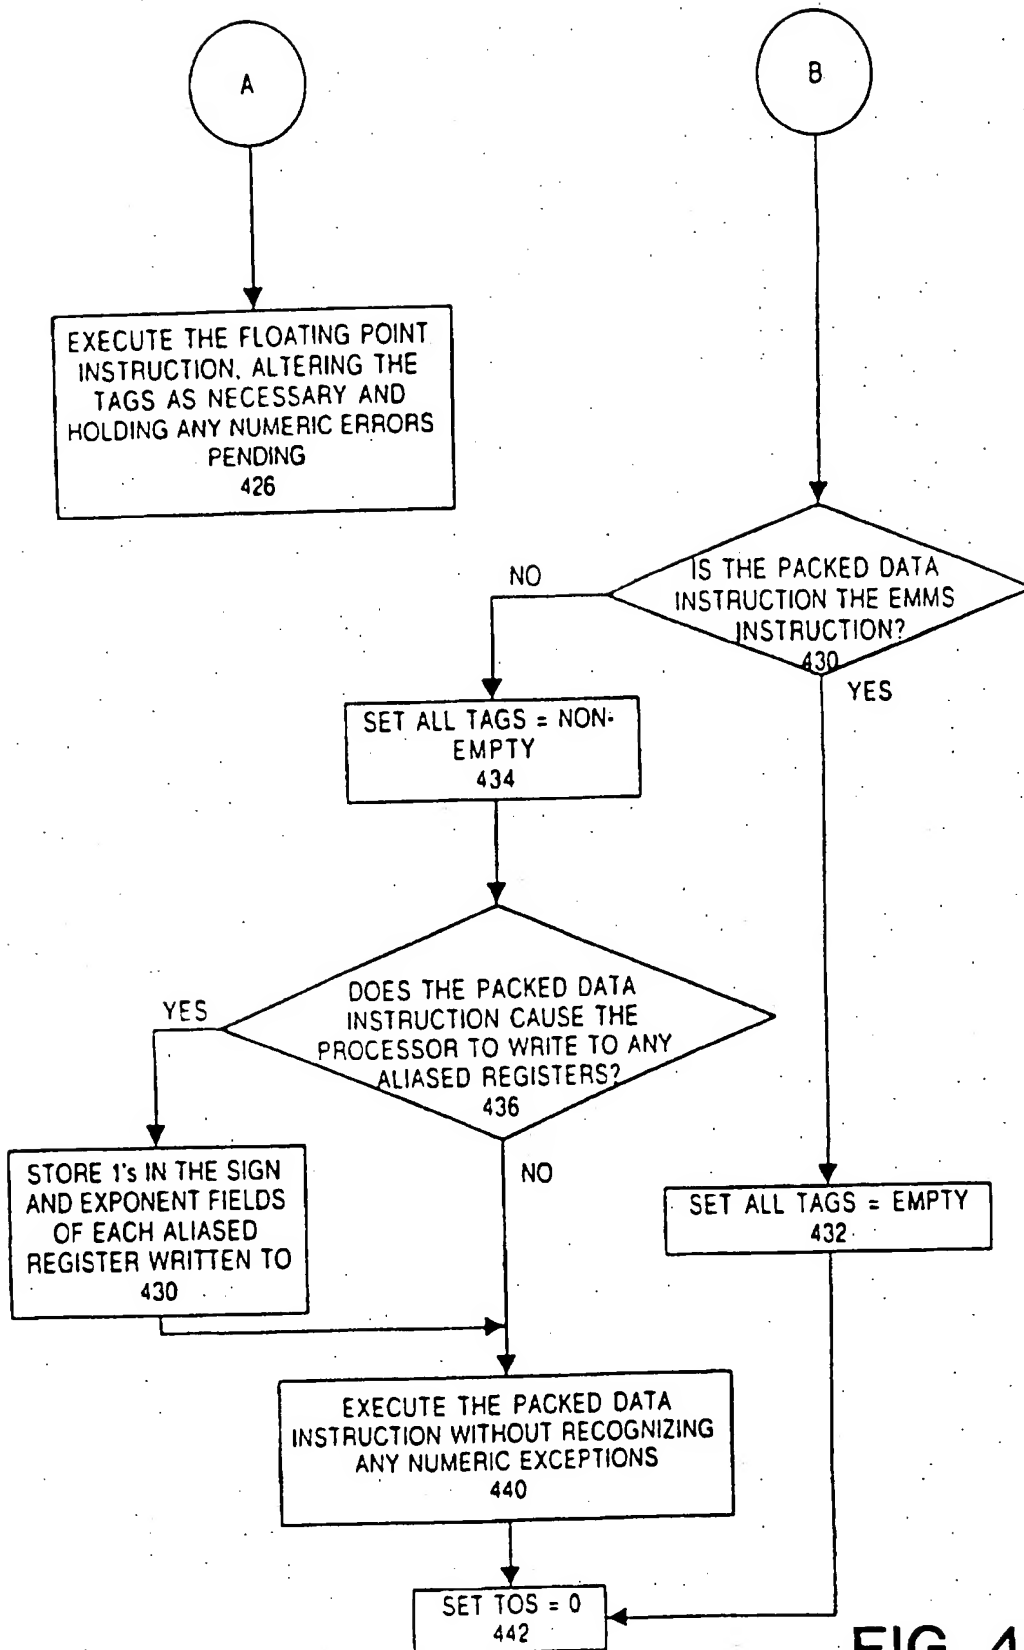 A
B
EXECUTE THE FLOATING POINT
INSTRUCTION, ALTERING THE
TAGS AS NECESSARY AND
HOLDING ANY NUMERIC ERRORS
PENDING
426
IS THE PACKED DATA
INSTRUCTION THE EMMS
INSTRUCTION?
430
NO
YES
SET ALL TAGS = NON-
EMPTY
434
DOES THE PACKED DATA
INSTRUCTION CAUSE THE
PROCESSOR TO WRITE TO ANY
ALIASED REGISTERS?
436
YES
NO
STORE 1's IN THE SIGN
AND EXPONENT FIELDS
OF EACH ALIASED
REGISTER WRITTEN TO
430
SET ALL TAGS = EMPTY
432
EXECUTE THE PACKED DATA
INSTRUCTION WITHOUT RECOGNIZING
ANY NUMERIC EXCEPTIONS
440
SET TOS = 0
442
FIG. 4